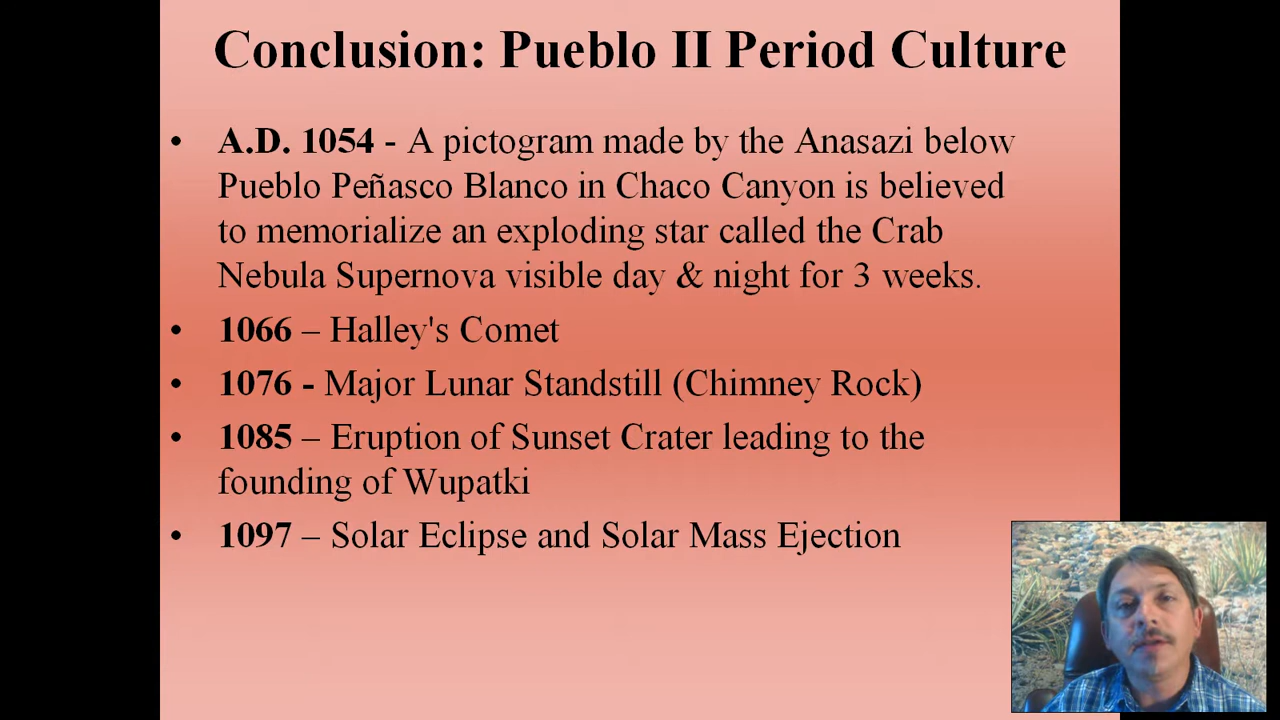 Conclusion: Pueblo II Period Culture
• A.D. 1054 - A pictogram made by the Anasazi below
Pueblo Peñasco Blanco in Chaco Canyon is believed
to memorialize an exploding star called the Crab
Nebula Supernova visible day & night for 3 weeks.
• 1066 – Halley's Comet
• 1076 - Major Lunar Standstill (Chimney Rock)
• 1085 – Eruption of Sunset Crater leading to the
founding of Wupatki
• 1097 – Solar Eclipse and Solar Mass Ejection